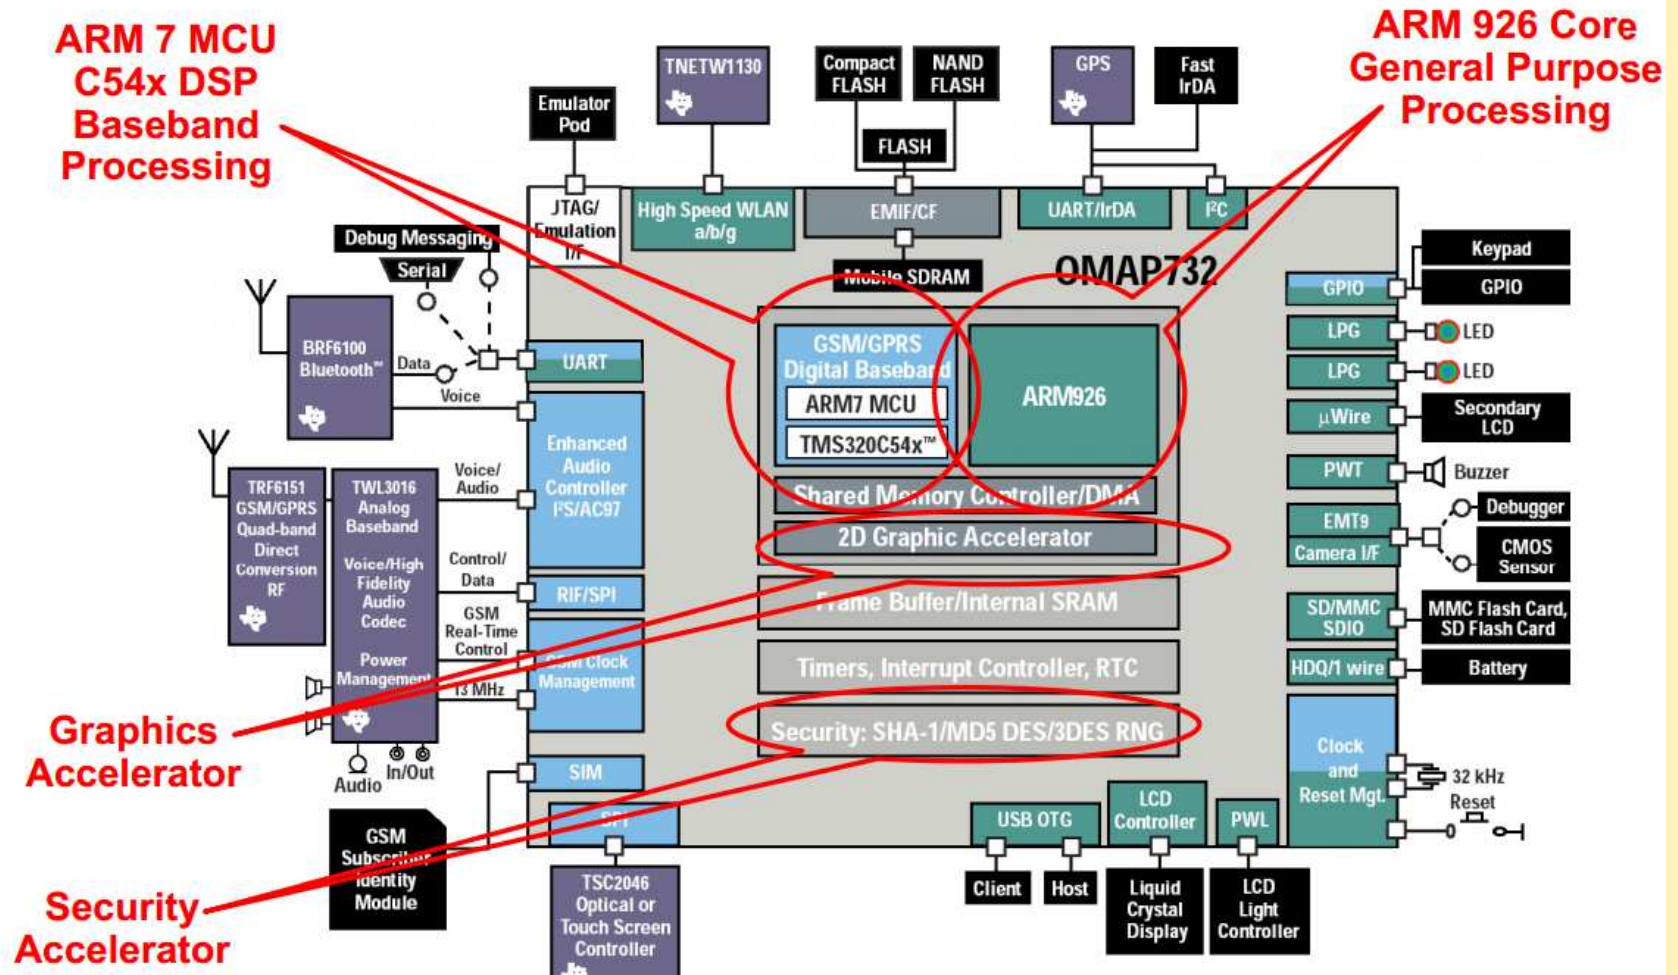 ARM 7 MCU
C54x DSP
Baseband
Processing
ARM 926 Core
General Purpose
Processing
Emulator
Pod
TNETW1130
Compact
FLASH
NAND
FLASH
FLASH
GPS
Fast
IrDA
JTAG/
Emulation
I/F
High Speed WLAN
a/b/g
EMIF/CF
UART/IrDA
I²C
Debug Messaging
Serial
Mobile SDRAM
OMAP732
BRF6100
Bluetooth™
Data
Voice
UART
GSM/GPRS
Digital Baseband
ARM7 MCU
TMS320C54x™
ARM926
Shared Memory Controller/DMA
2D Graphic Accelerator
Frame Buffer/Internal SRAM
Timers, Interrupt Controller, RTC
Security: SHA-1/MD5 DES/3DES RNG
Enhanced
Audio
Controller
I²S/AC97
Voice/
Audio
TRF6151
GSM/GPRS
Quad-band
Direct
Conversion
RF
TWL3016
Analog
Baseband
Voice/High
Fidelity
Audio
Codec
Power
Management
Control/
Data
RIF/SPI
GSM
Real-Time
Control
13 MHz
GSM Clock
Management
Audio
In/Out
SIM
SPI
GSM
Subscriber
Identity
Module
TSC2046
Optical or
Touch Screen
Controller
Graphics
Accelerator
Security
Accelerator
GPIO
Keypad
GPIO
LPG
LED
LPG
LED
µWire
Secondary
LCD
PWT
Buzzer
EMT9
Camera I/F
Debugger
CMOS
Sensor
SD/MMC
SDIO
MMC Flash Card,
SD Flash Card
HDQ/1 wire
Battery
Clock
and
Reset Mgt.
32 kHz
Reset
USB OTG
LCD
Controller
PWL
Client
Host
Liquid
Crystal
Display
LCD
Light
Controller